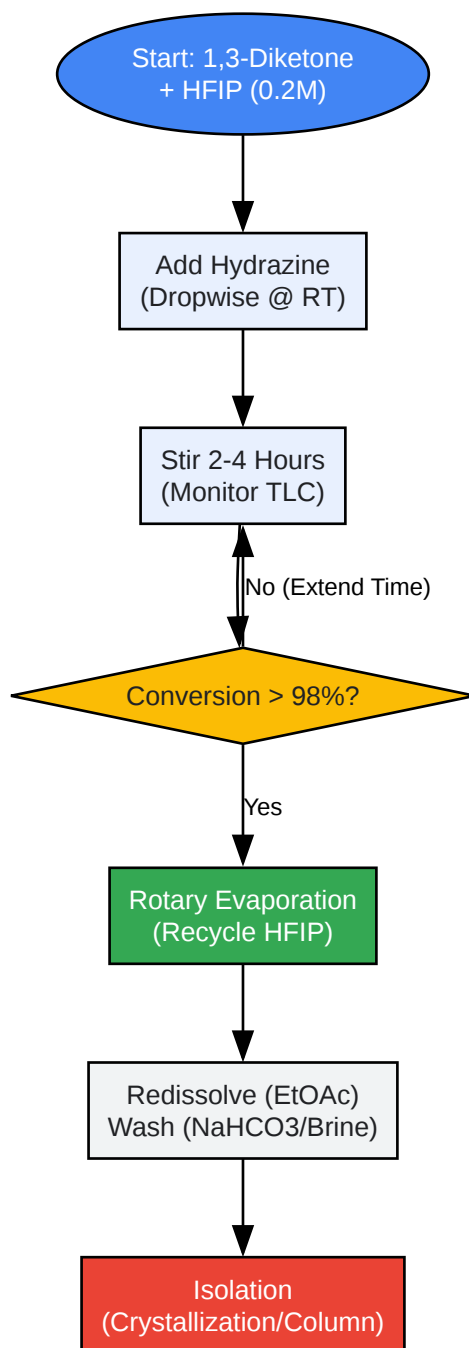 Start: 1,3-Diketone
+ HFIP (0.2M)
Add Hydrazine
(Dropwise @ RT)
Stir 2-4 Hours
(Monitor TLC)
No (Extend Time)
Conversion > 98%?
Yes
Rotary Evaporation
(Recycle HFIP)
Redissolve (EtOAc)
Wash (NaHCO3/Brine)
Isolation
(Crystallization/Column)